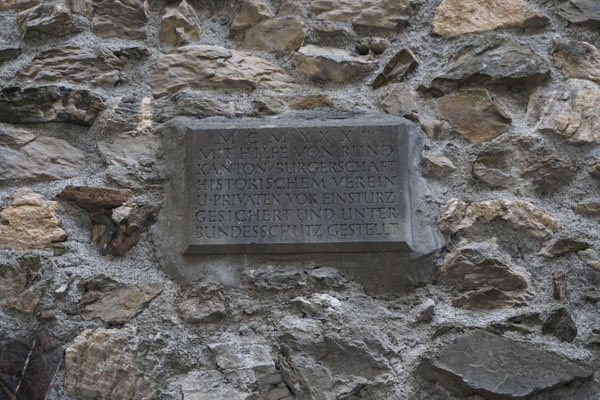 MIT HILFE VON BUND
KANTON · BURGERSCHAFT
HISTORISCHEM VEREIN
U·PRIVATEN VOR EINSTURZ
GESICHERT UND UNTER
BUNDESSCHUTZ GESTELLT